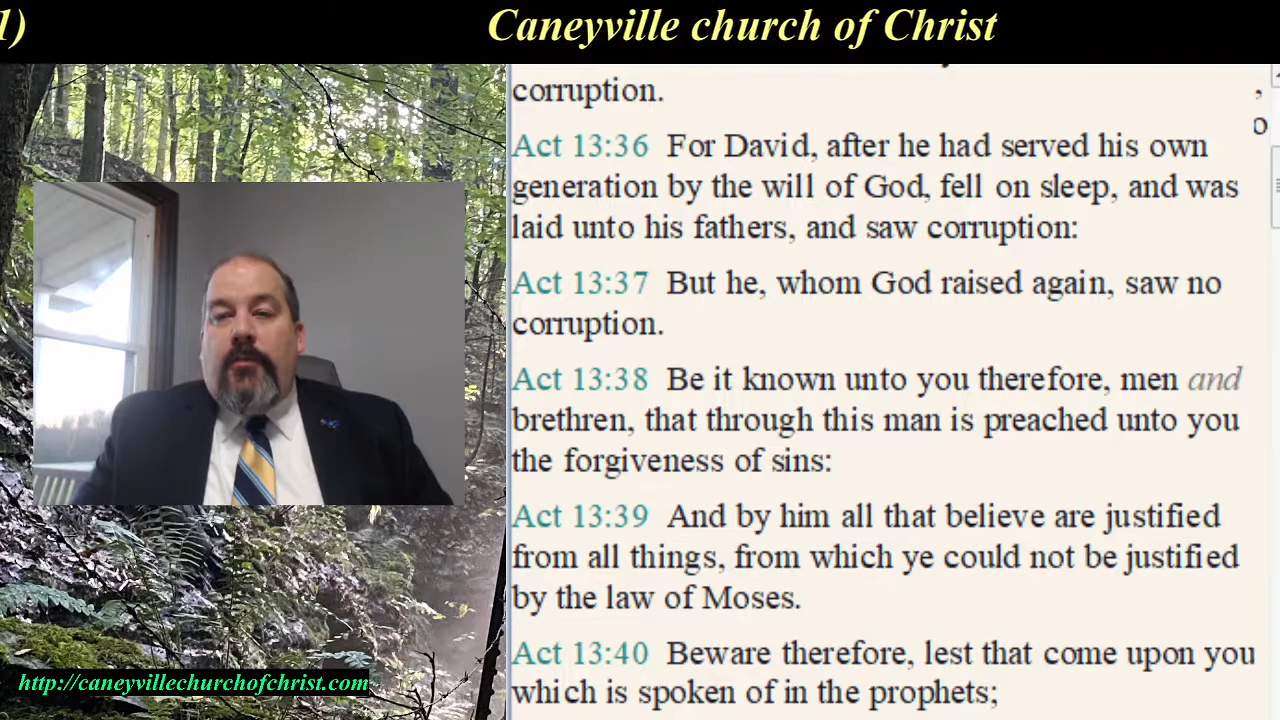 1)
Caneyville church of Christ
corruption.
Act 13:36 For David, after he had served his own
generation by the will of God, fell on sleep, and was
laid unto his fathers, and saw corruption:
Act 13:37 But he, whom God raised again, saw no
corruption.
Act 13:38 Be it known unto you therefore, men and
brethren, that through this man is preached unto you
the forgiveness of sins:
Act 13:39 And by him all that believe are justified
from all things, from which ye could not be justified
by the law of Moses.
Act 13:40 Beware therefore, lest that come upon you
which is spoken of in the prophets;
http://caneyvillechurchofchrist.com